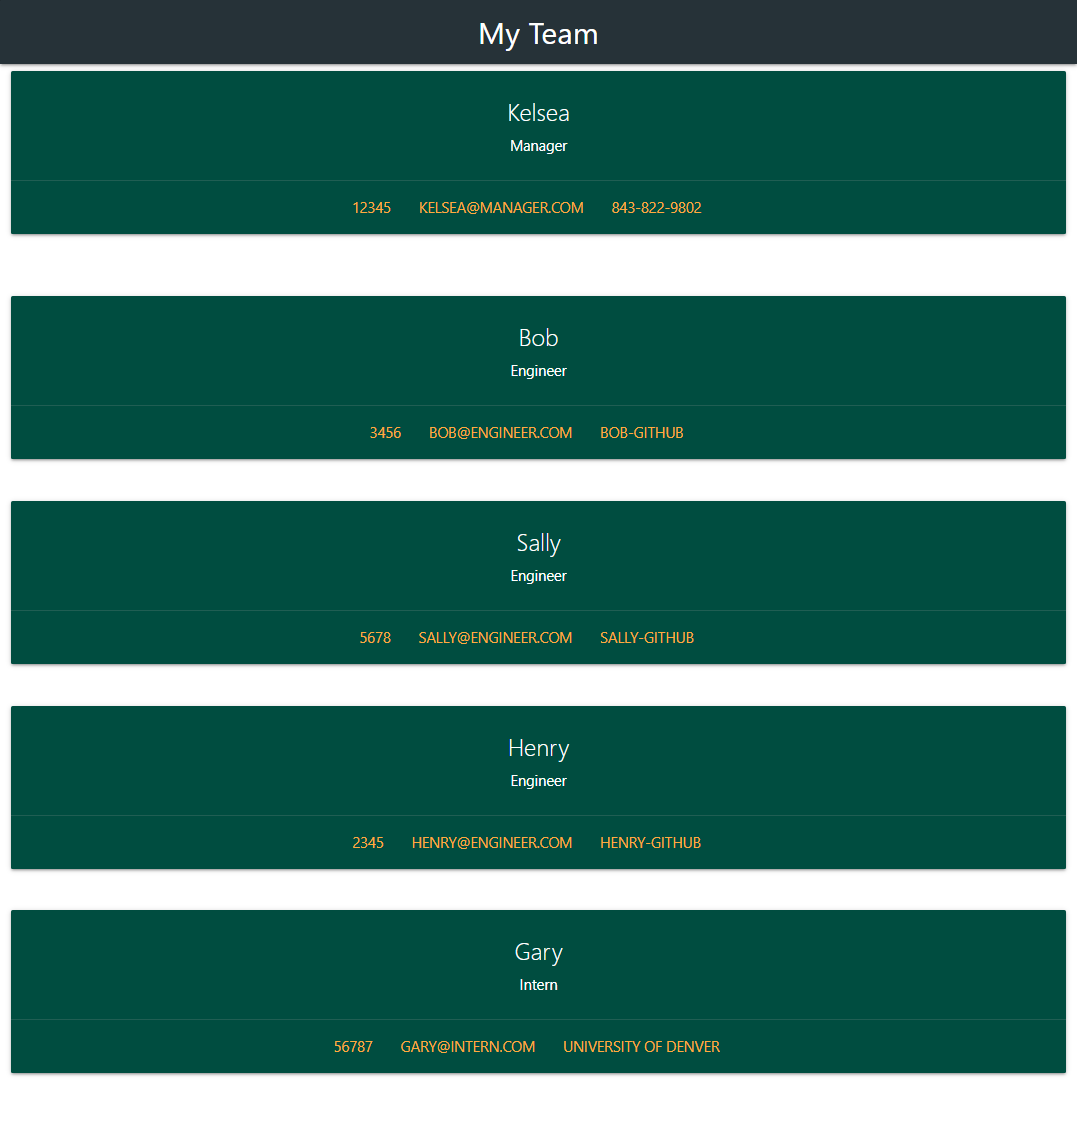 My Team
Kelsea
Manager
12345 KELSEA@MANAGER.COM 843-822-9802
Bob
Engineer
3456 BOB@ENGINEER.COM BOB-GITHUB
Sally
Engineer
5678 SALLY@ENGINEER.COM SALLY-GITHUB
Henry
Engineer
2345 HENRY@ENGINEER.COM HENRY-GITHUB
Gary
Intern
56787 GARY@INTERN.COM UNIVERSITY OF DENVER